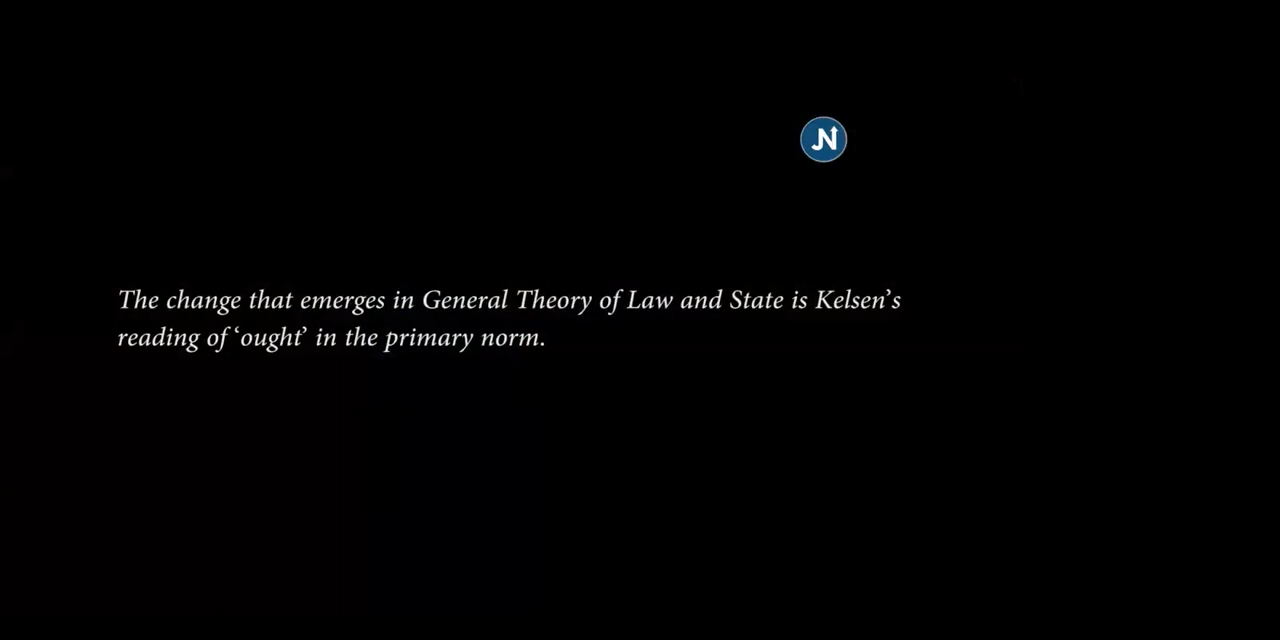 JN
The change that emerges in General Theory of Law and State is Kelsen’s
reading of ‘ought’ in the primary norm.